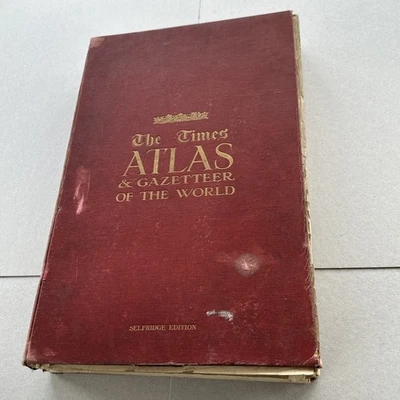 The Times
ATLAS
& GAZETTEER
OF THE WORLD
SELFRIDGE EDITION